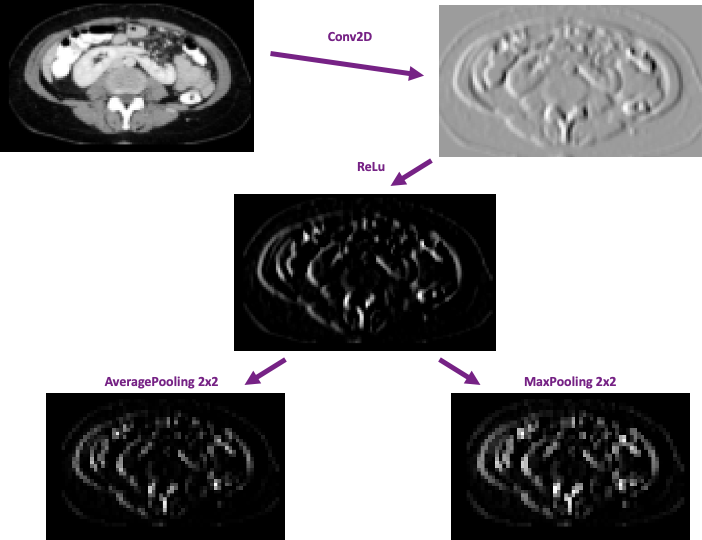 Conv2D
ReLu
AveragePooling 2x2
MaxPooling 2x2